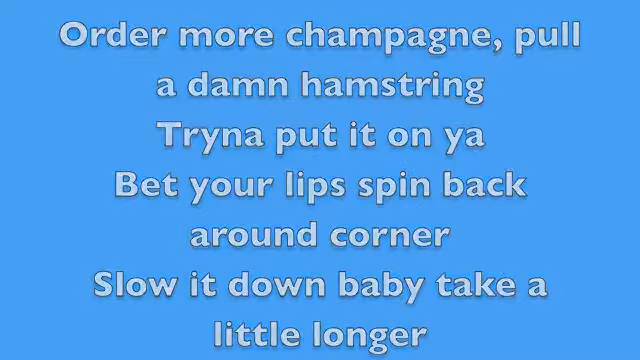 Order more champagne, pull
a damn hamstring
Tryna put it on ya
Bet your lips spin back
around corner
Slow it down baby take a
little longer